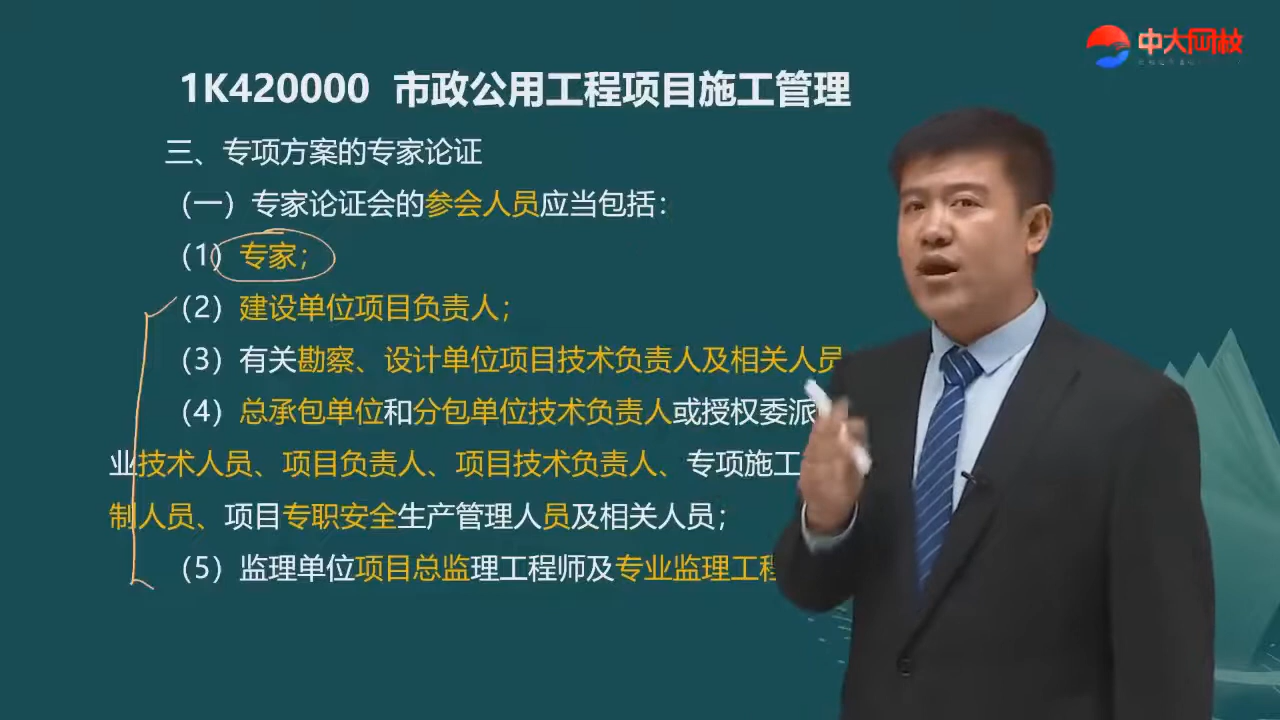 中大网校
1K420000 市政公用工程项目施工管理
三、专项方案的专家论证
（一）专家论证会的参会人员应当包括：
（1）专家；
（2）建设单位项目负责人；
（3）有关勘察、设计单位项目技术负责人及相关人员
（4）总承包单位和分包单位技术负责人或授权委派
业技术人员、项目负责人、项目技术负责人、专项施工
制人员、项目专职安全生产管理人员及相关人员；
（5）监理单位项目总监理工程师及专业监理工程